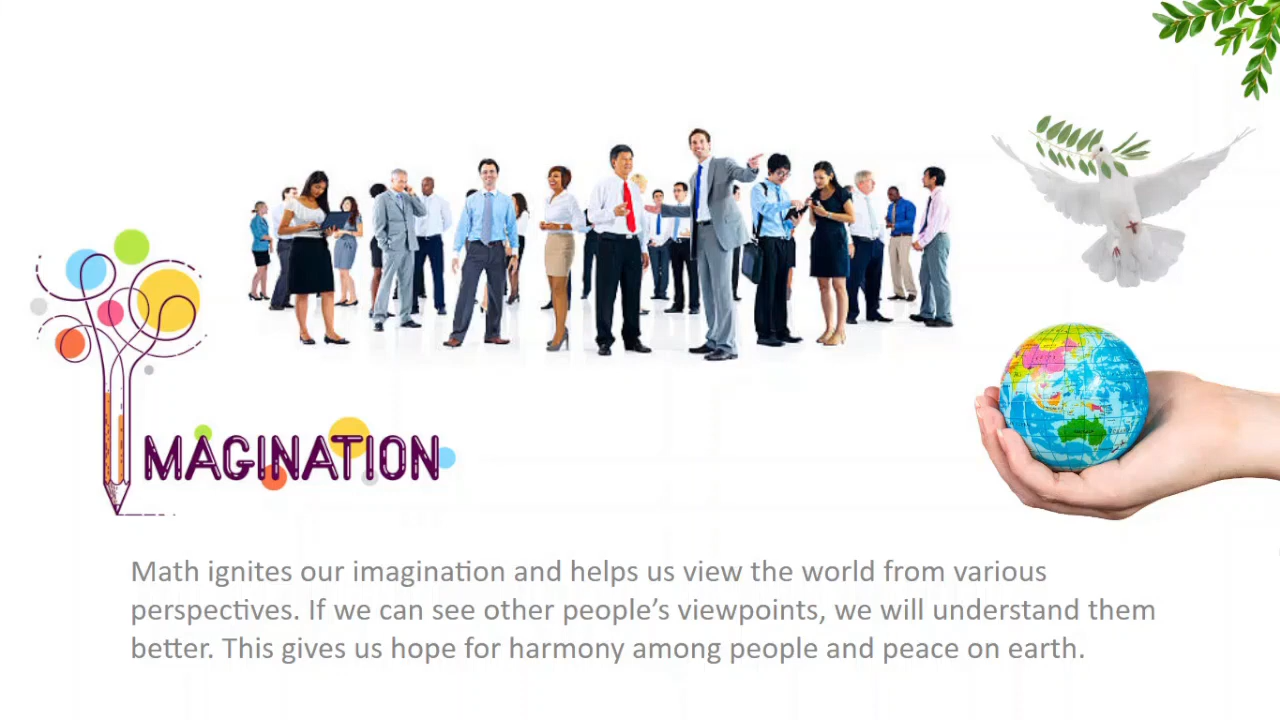 IMAGINATION
Math ignites our imagination and helps us view the world from various
perspectives. If we can see other people’s viewpoints, we will understand them
better. This gives us hope for harmony among people and peace on earth.